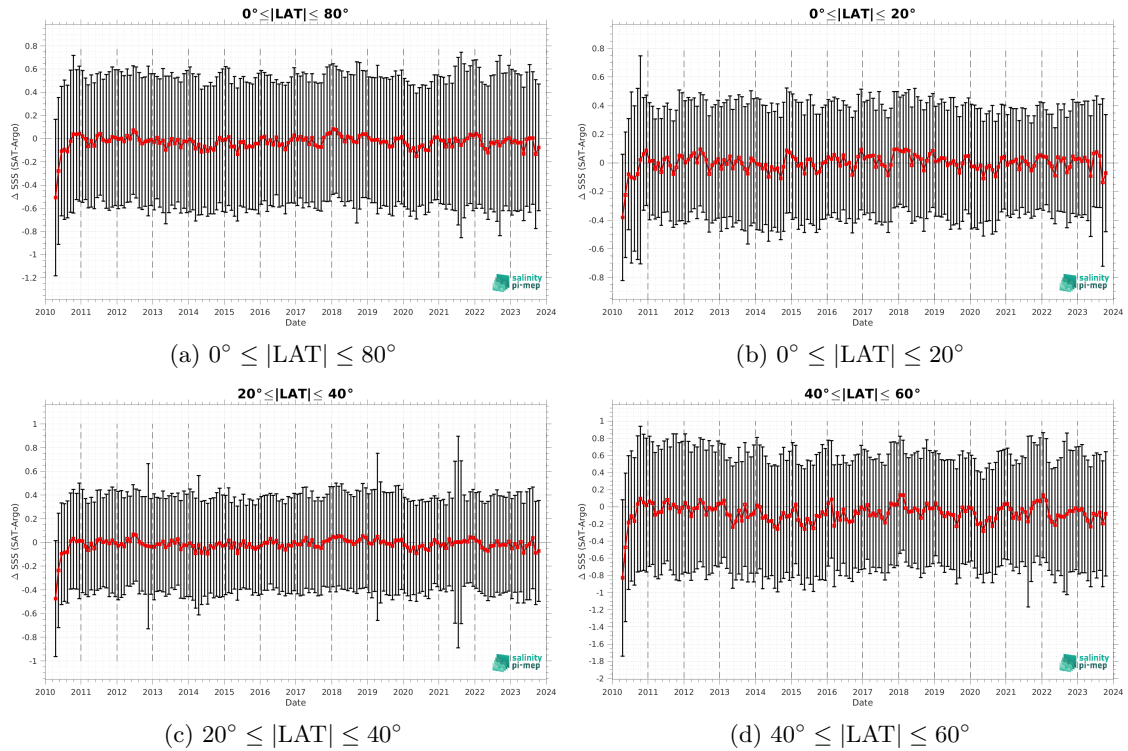 0°≤|LAT|≤ 80°
Δ SSS (SAT-Argo)
0.8
0.6
0.4
0.2
0
-0.2
-0.4
-0.6
-0.8
-1
-1.2
2010 2011 2012 2013 2014 2015 2016 2017 2018 2019 2020 2021 2022 2023 2024
Date
salinity
pi-mep
(a) 0° ≤ |LAT| ≤ 80°
0°≤|LAT|≤ 20°
Δ SSS (SAT-Argo)
0.8
0.6
0.4
0.2
0
-0.2
-0.4
-0.6
-0.8
2010 2011 2012 2013 2014 2015 2016 2017 2018 2019 2020 2021 2022 2023 2024
Date
salinity
pi-mep
(b) 0° ≤ |LAT| ≤ 20°
20°≤|LAT|≤ 40°
Δ SSS (SAT-Argo)
1
0.8
0.6
0.4
0.2
0
-0.2
-0.4
-0.6
-0.8
-1
2010 2011 2012 2013 2014 2015 2016 2017 2018 2019 2020 2021 2022 2023 2024
Date
salinity
pi-mep
(c) 20° ≤ |LAT| ≤ 40°
40°≤|LAT|≤ 60°
Δ SSS (SAT-Argo)
1
0.8
0.6
0.4
0.2
0
-0.2
-0.4
-0.6
-0.8
-1
-1.2
-1.4
-1.6
-1.8
-2
2010 2011 2012 2013 2014 2015 2016 2017 2018 2019 2020 2021 2022 2023 2024
Date
salinity
pi-mep
(d) 40° ≤ |LAT| ≤ 60°